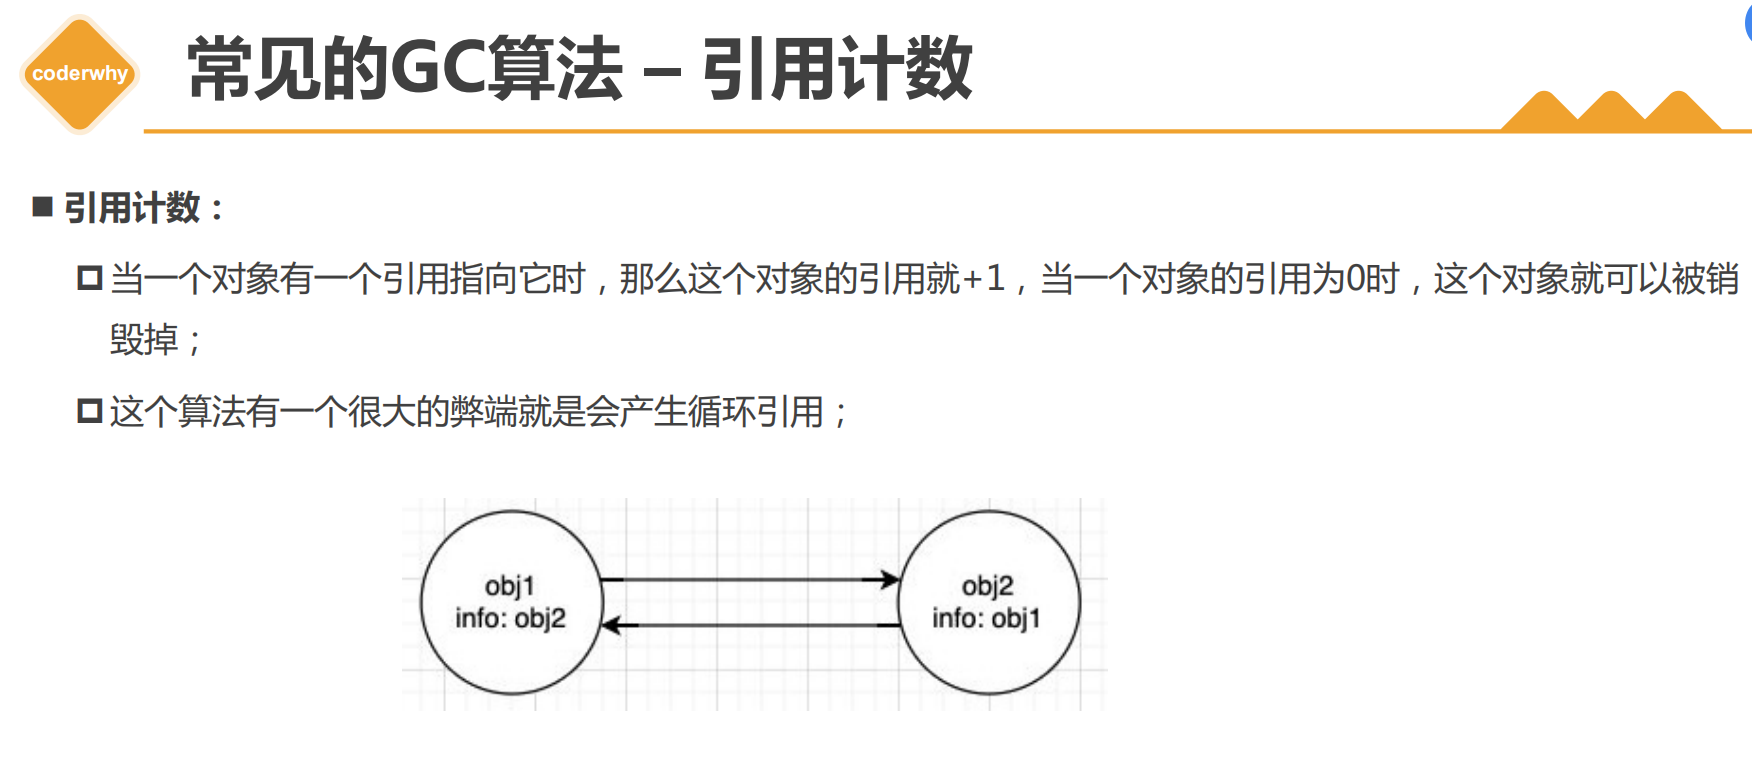 coderwhy
常见的GC算法 – 引用计数
引用计数：
当一个对象有一个引用指向它时，那么这个对象的引用就+1，当一个对象的引用为0时，这个对象就可以被销
毁掉；
这个算法有一个很大的弊端就是会产生循环引用；
obj1
info: obj2
obj2
info: obj1